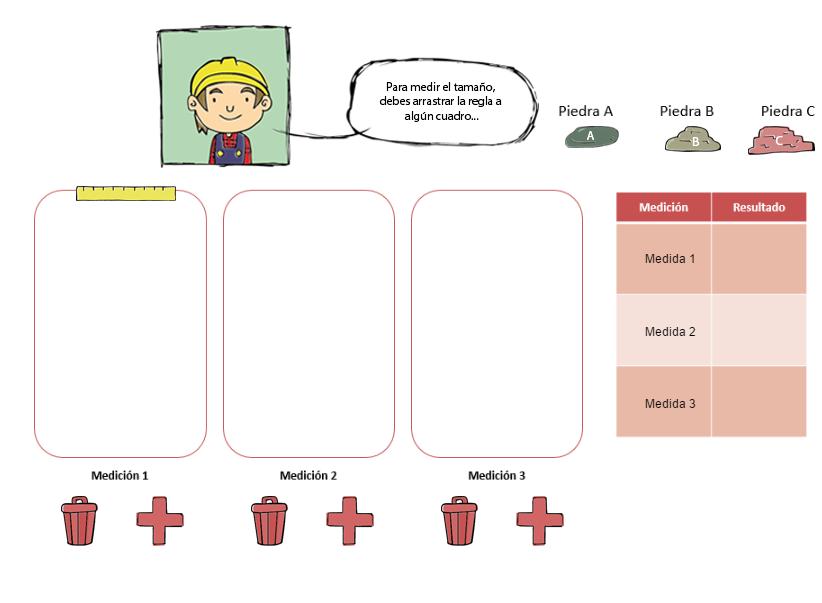 Para medir el tamaño,
debes arrastrar la regla a
algún cuadro...
Piedra A
Piedra B
Piedra C
A
B
C
Medición
Resultado
Medida 1
Medida 2
Medida 3
Medición 1
Medición 2
Medición 3